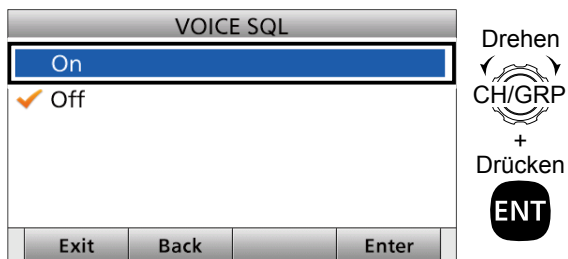 VOICE SQL
On
Off
Exit Back Enter
Drehen
CH/GRP
+
Drücken
ENT